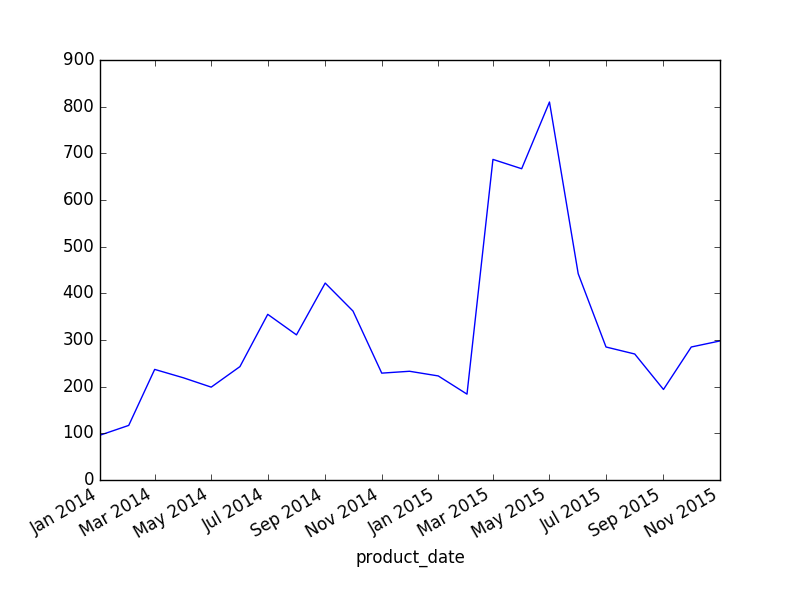 900
800
700
600
500
400
300
200
100
0
Jan 2014
Mar 2014
May 2014
Jul 2014
Sep 2014
Nov 2014
Jan 2015
Mar 2015
May 2015
Jul 2015
Sep 2015
Nov 2015
product_date